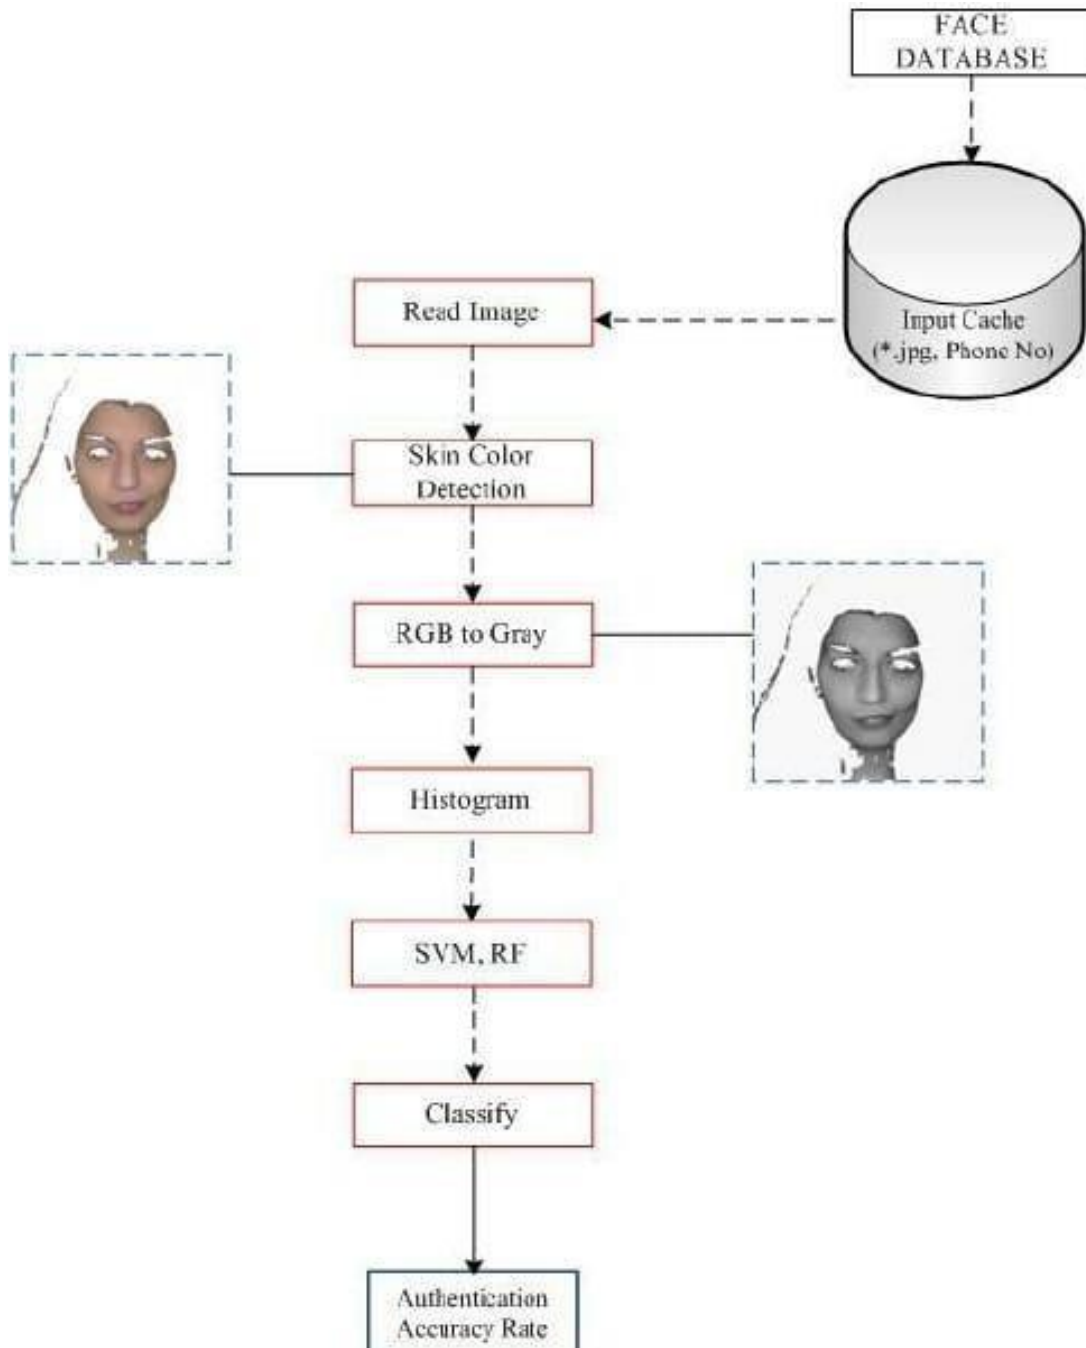 FACE
DATABASE
Input Cache
(*.jpg, Phone No)
Read Image
Skin Color
Detection
RGB to Gray
Histogram
SVM, RF
Classify
Authentication
Accuracy Rate